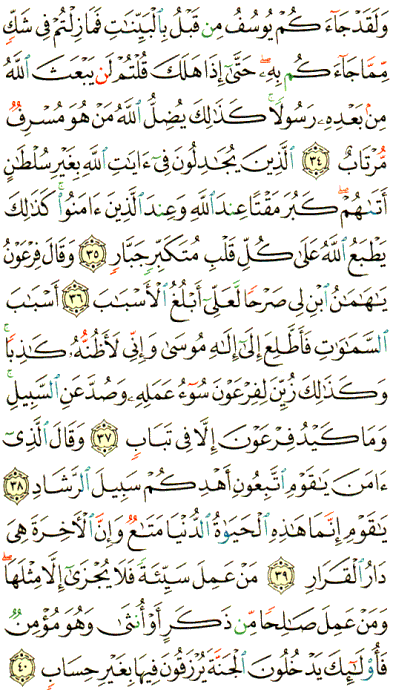 وَلَقَدْ جَآءَكُمْ يُوسُفُ مِن قَبْلُ بِٱلْبَيِّنَٰتِ فَمَا زِلْتُمْ فِى شَكٍّ
مِّمَّا جَآءَكُم بِهِۦ ۖ حَتَّىٰٓ إِذَا هَلَكَ قُلْتُمْ لَن يَبْعَثَ ٱللَّهُ
مِنۢ بَعْدِهِۦ رَسُولًا ۚ كَذَٰلِكَ يُضِلُّ ٱللَّهُ مَنْ هُوَ مُسْرِفٌ
مُّرْتَابٌ ٣٤ ٱلَّذِينَ يُجَٰدِلُونَ فِىٓ ءَايَٰتِ ٱللَّهِ بِغَيْرِ سُلْطَٰنٍ
أَتَىٰهُمْ ۖ كَبُرَ مَقْتًا عِندَ ٱللَّهِ وَعِندَ ٱلَّذِينَ ءَامَنُوا۟ ۚ كَذَٰلِكَ
يَطْبَعُ ٱللَّهُ عَلَىٰ كُلِّ قَلْبِ مُتَكَبِّرٍ جَبَّارٍ ٣٥ وَقَالَ فِرْعَوْنُ
يَٰهَٰمَٰنُ ٱبْنِ لِى صَرْحًا لَّعَلِّىٓ أَبْلُغُ ٱلْأَسْبَٰبَ ٣٦ أَسْبَٰبَ
ٱلسَّمَٰوَٰتِ فَأَطَّلِعَ إِلَىٰٓ إِلَٰهِ مُوسَىٰ وَإِنِّى لَأَظُنُّهُۥ كَٰذِبًا ۚ
وَكَذَٰلِكَ زُيِّنَ لِفِرْعَوْنَ سُوٓءُ عَمَلِهِۦ وَصُدَّ عَنِ ٱلسَّبِيلِ ۚ
وَمَا كَيْدُ فِرْعَوْنَ إِلَّا فِى تَبَابٍ ٣٧ وَقَالَ ٱلَّذِىٓ
ءَامَنَ يَٰقَوْمِ ٱتَّبِعُونِ أَهْدِكُمْ سَبِيلَ ٱلرَّشَادِ ٣٨
يَٰقَوْمِ إِنَّمَا هَٰذِهِ ٱلْحَيَوٰةُ ٱلدُّنْيَا مَتَٰعٌ وَإِنَّ ٱلْءَاخِرَةَ هِىَ
دَارُ ٱلْقَرَارِ ٣٩ مَنْ عَمِلَ سَيِّئَةً فَلَا يُجْزَىٰٓ إِلَّا مِثْلَهَا ۖ
وَمَنْ عَمِلَ صَٰلِحًا مِّن ذَكَرٍ أَوْ أُنثَىٰ وَهُوَ مُؤْمِنٌ
فَأُو۟لَٰٓئِكَ يَدْخُلُونَ ٱلْجَنَّةَ يُرْزَقُونَ فِيهَا بِغَيْرِ حِسَابٍ ٤٠